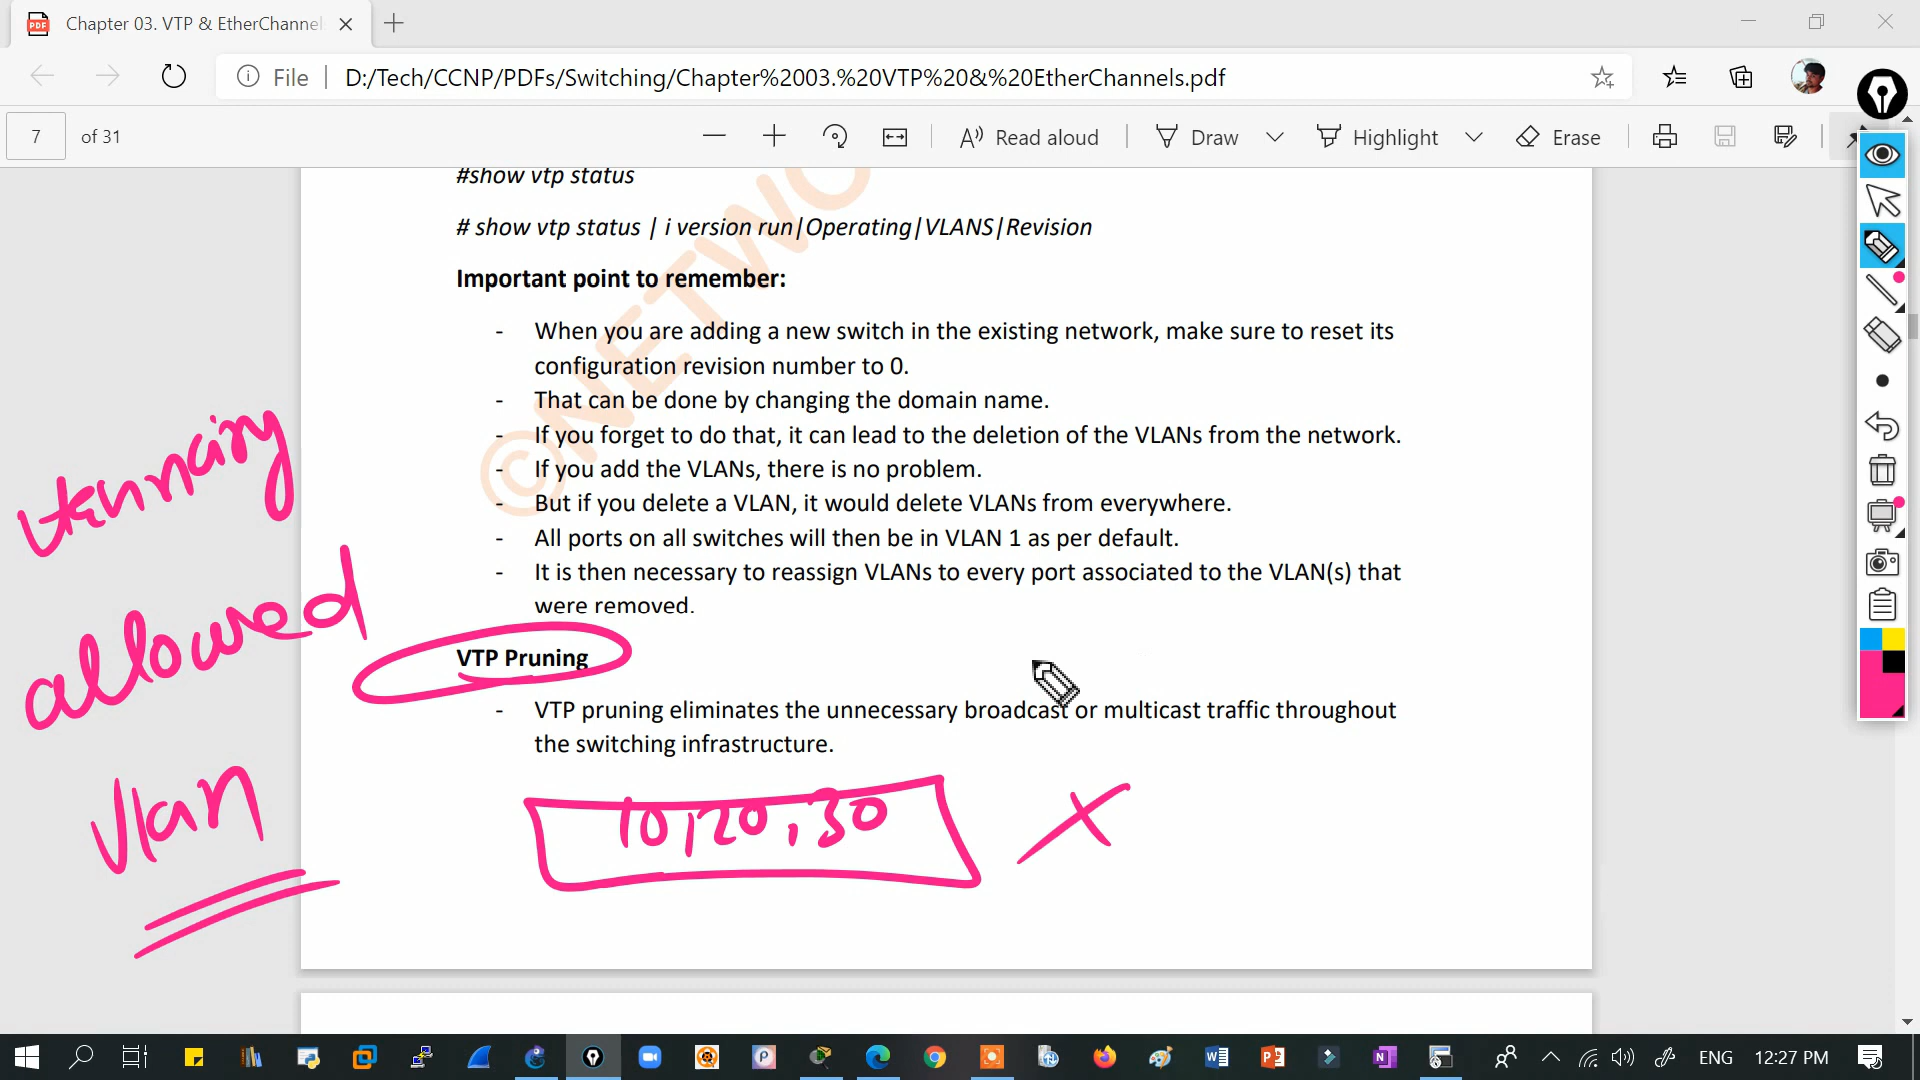 Chapter 03. VTP & EtherChannel
File
D:/Tech/CCNP/PDFs/Switching/Chapter%2003.%20VTP%20&%20EtherChannels.pdf
7 of 31
Read aloud
Draw
Highlight
Erase
#show vtp status
# show vtp status | i version run|Operating|VLANS|Revision
Important point to remember:
- When you are adding a new switch in the existing network, make sure to reset its
configuration revision number to 0.
- That can be done by changing the domain name.
- If you forget to do that, it can lead to the deletion of the VLANs from the network.
- If you add the VLANs, there is no problem.
- But if you delete a VLAN, it would delete VLANs from everywhere.
- All ports on all switches will then be in VLAN 1 as per default.
- It is then necessary to reassign VLANs to every port associated to the VLAN(s) that
were removed.
VTP Pruning
- VTP pruning eliminates the unnecessary broadcast or multicast traffic throughout
the switching infrastructure.
10,20,30
allowed
vlan
©NETWO
ENG
12:27 PM